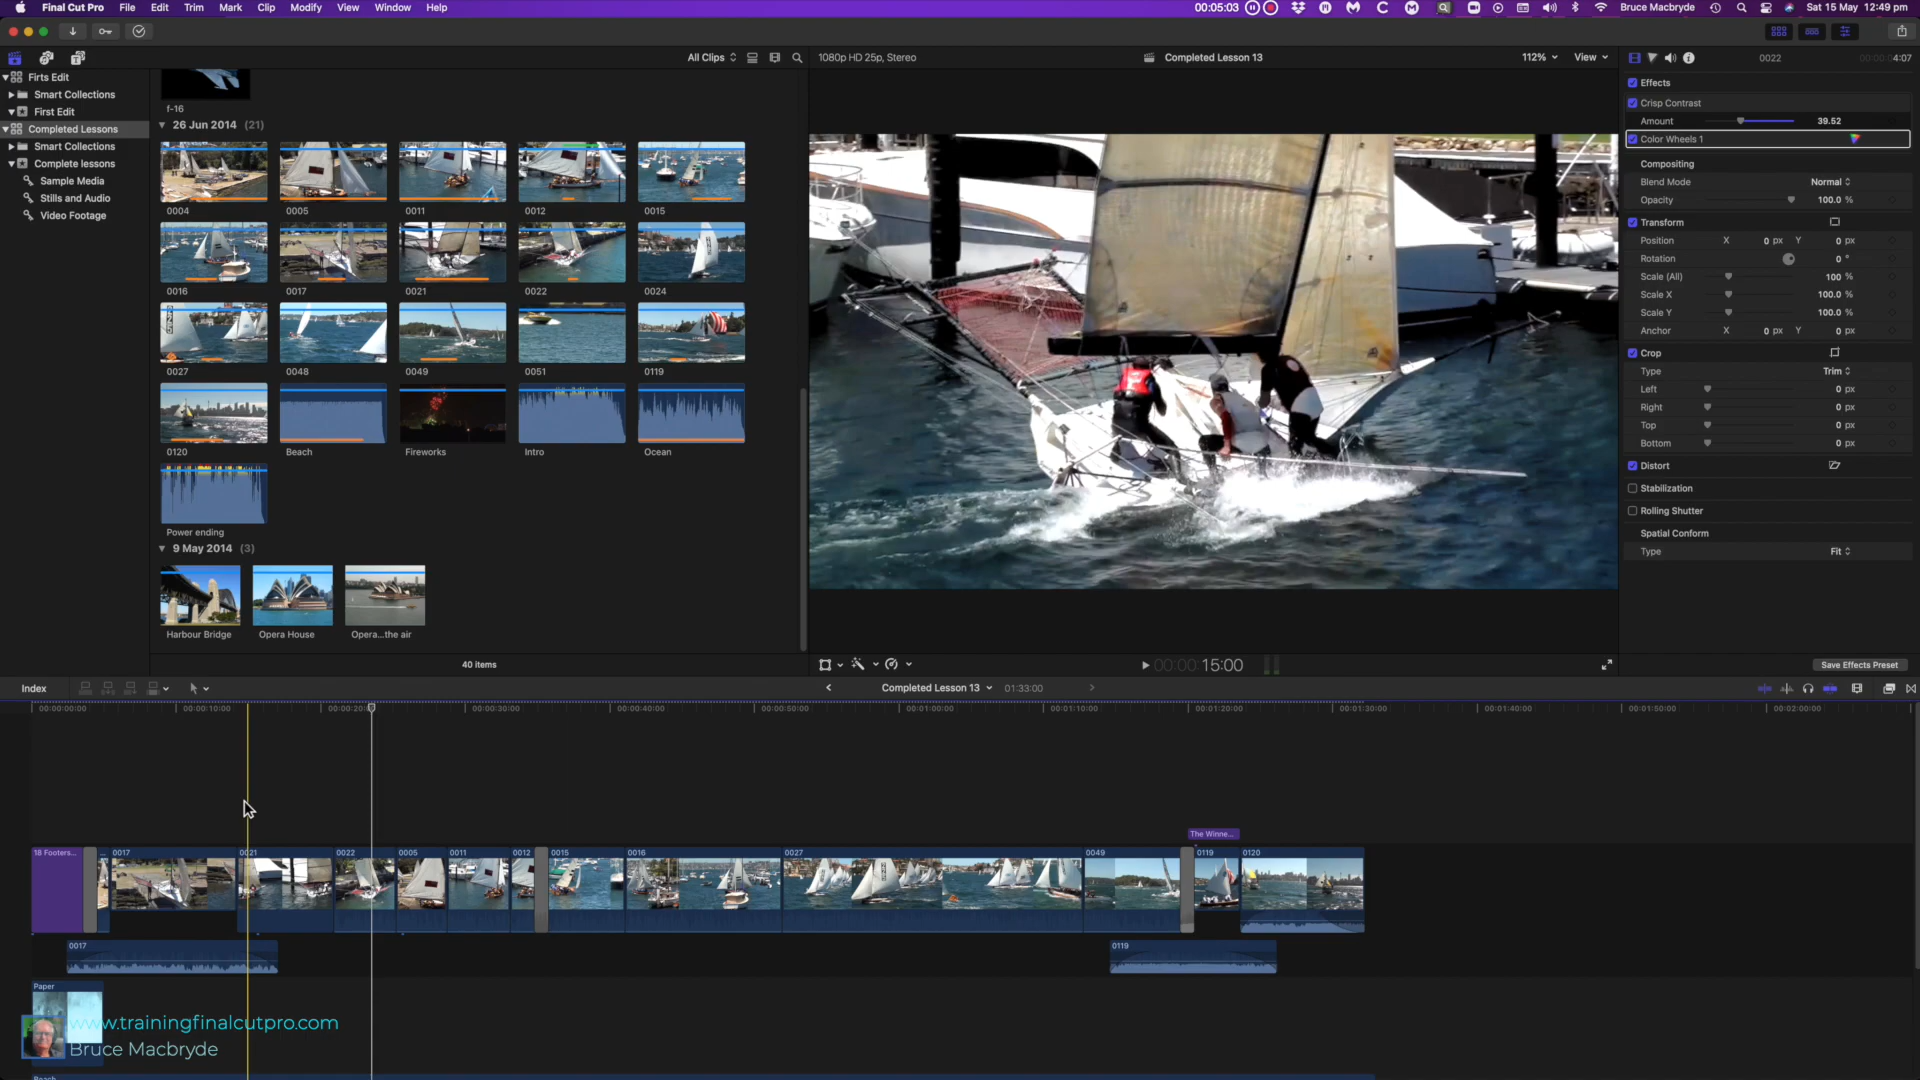 Final Cut Pro File Edit Trim Mark Clip Modify View Window Help 00:05:03 Bruce Macbryde Sat 15 May 12:49 pm
All Clips 1080p HD 25p, Stereo Completed Lesson 13 112% View 0022 4:07
Firts Edit
Smart Collections
First Edit
Completed Lessons
Smart Collections
Complete lessons
Sample Media
Stills and Audio
Video Footage
f-16
26 Jun 2014 (21)
0004 0005 0011 0012 0015
0016 0017 0021 0022 0024
0027 0048 0049 0051 0119
0120 Beach Fireworks Intro Ocean
Power ending
9 May 2014 (3)
Harbour Bridge Opera House Opera...the air
40 items
00:00:15:00
Effects
Crisp Contrast
Amount 39.52
Color Wheels 1
Compositing
Blend Mode Normal
Opacity 100.0 %
Transform
Position X 0 px Y 0 px
Rotation 0 °
Scale (All) 100 %
Scale X 100.0 %
Scale Y 100.0 %
Anchor X 0 px Y 0 px
Crop
Type Trim
Left 0 px
Right 0 px
Top 0 px
Bottom 0 px
Distort
Stabilization
Rolling Shutter
Spatial Conform
Type Fit
Save Effects Preset
Index Completed Lesson 13 01:33:00
00:00:00:00 00:00:10:00 00:00:20:00 00:00:30:00 00:00:40:00 00:00:50:00 00:01:00:00 00:01:10:00 00:01:20:00 00:01:30:00 00:01:40:00 00:01:50:00 00:02:00:00
The Winne...
18 Footers... 0017 0021 0022 0005 0011 0012 0015 0016 0027 0049 0119 0120
0017 0119
Paper
www.trainingfinalcutpro.com
Bruce Macbryde
Beach